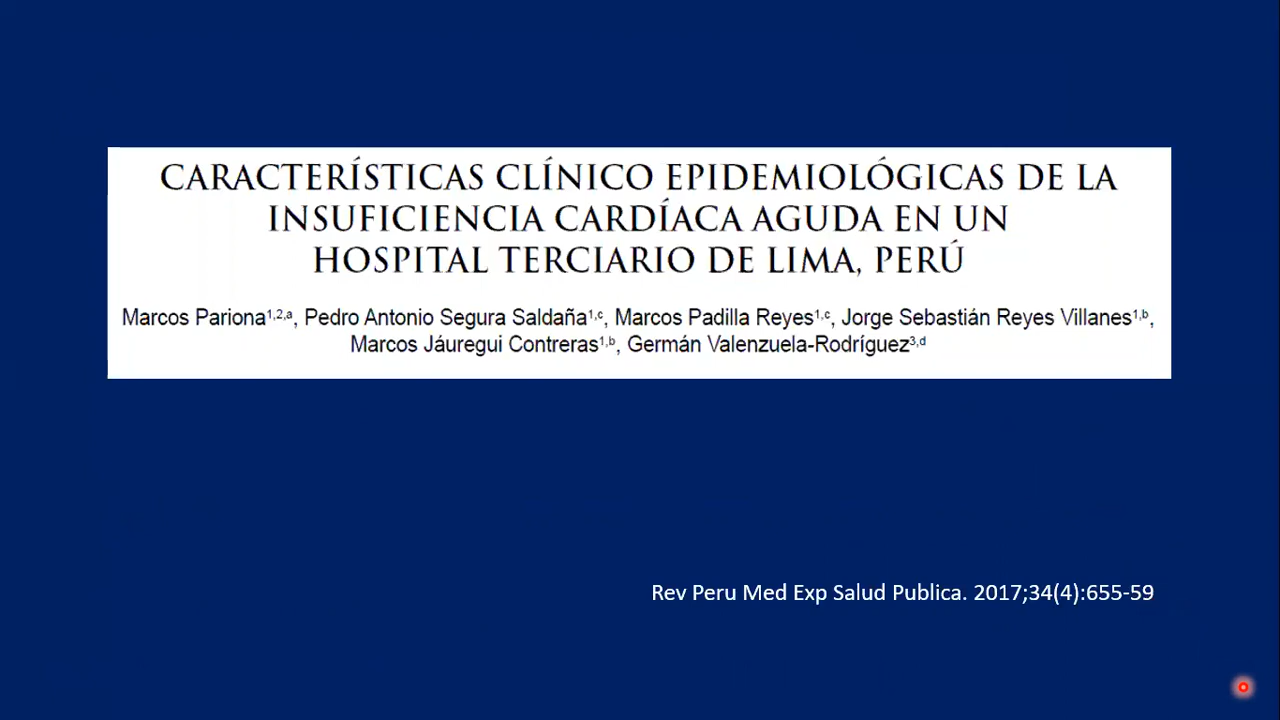 CARACTERÍSTICAS CLÍNICO EPIDEMIOLÓGICAS DE LA
INSUFICIENCIA CARDÍACA AGUDA EN UN
HOSPITAL TERCIARIO DE LIMA, PERÚ
Marcos Pariona1,2,a, Pedro Antonio Segura Saldaña1,c, Marcos Padilla Reyes1,c, Jorge Sebastián Reyes Villanes1,b,
Marcos Jáuregui Contreras1,b, Germán Valenzuela-Rodríguez3,d
Rev Peru Med Exp Salud Publica. 2017;34(4):655-59